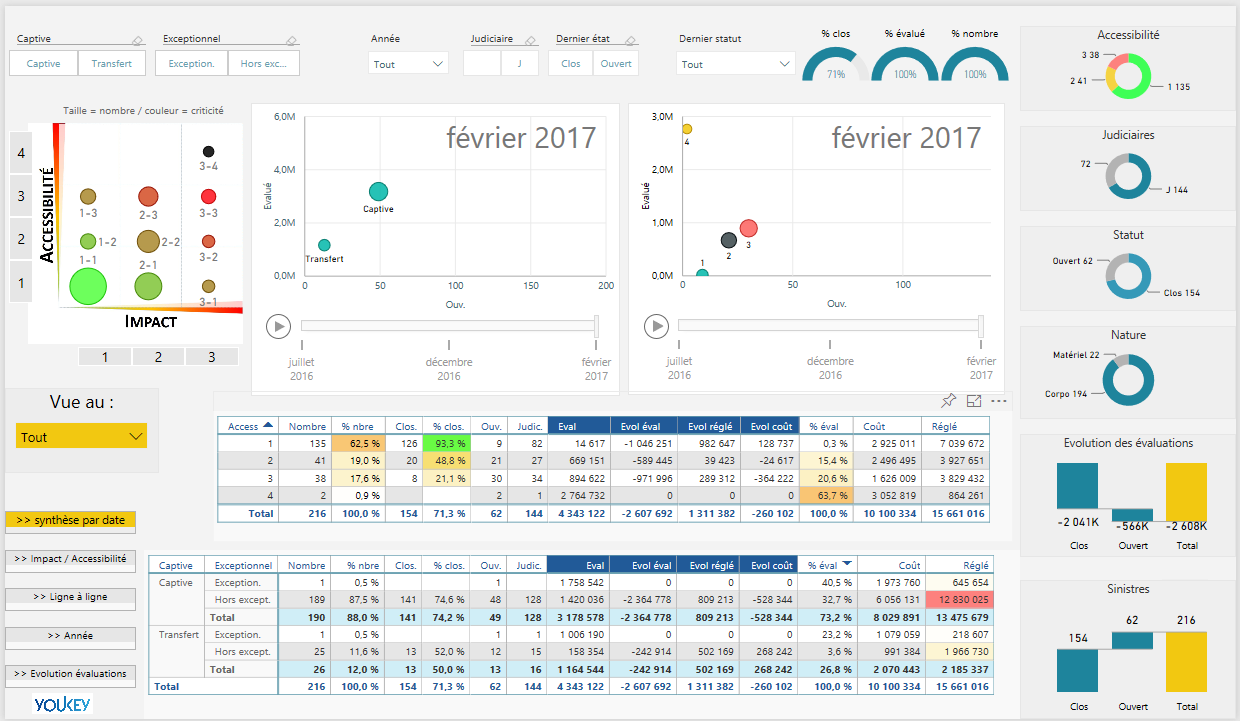 Captive
Captive Transfert
Exceptionnel
Exception. Hors exc...
Année
Tout
Judiciaire
J
Dernier état
Clos Ouvert
Dernier statut
Tout
% clos
71%
% évalué
100%
% nombre
100%
Taille = nombre / couleur = criticité
4
3
2
1
ACCESSIBILITÉ
3-4
1-3 2-3 3-3
1-2 2-2 3-2
1-1 2-1 3-1
IMPACT
1 2 3
février 2017
Evalué
6,0M
4,0M
2,0M
0,0M
Captive
Transfert
0 50 100 150 200
Ouv.
juillet 2016
décembre 2016
février 2017
février 2017
Evalué
3,0M
2,0M
1,0M
0,0M
4
3
2
1
0 50 100
Ouv.
juillet 2016
décembre 2016
février 2017
Accessibilité
3 38
2 41
1 135
Judiciaires
72
J 144
Statut
Ouvert 62
Clos 154
Nature
Matériel 22
Corpo 194
Evolution des évaluations
-2 041K -566K -2 608K
Clos Ouvert Total
Sinistres
154 62 216
Clos Ouvert Total
Vue au :
Tout
>> synthèse par date
>> Impact / Accessibilité
>> Ligne à ligne
>> Année
>> Evolution évaluations
YOUKEY
Access Nombre % nbre Clos. % clos. Ouv. Judic. Eval Evol éval Evol réglé Evol coût % éval Coût Réglé
1 135 62,5 % 126 93,3 % 9 82 14 617 -1 046 251 982 647 128 737 0,3 % 2 925 011 7 039 672
2 41 19,0 % 20 48,8 % 21 27 669 151 -589 445 39 423 -24 617 15,4 % 2 496 495 3 927 651
3 38 17,6 % 8 21,1 % 30 34 894 622 -971 996 289 312 -364 222 20,6 % 1 626 009 3 829 432
4 2 0,9 % 2 1 2 764 732 0 0 0 63,7 % 3 052 819 864 261
Total 216 100,0 % 154 71,3 % 62 144 4 343 122 -2 607 692 1 311 382 -260 102 100,0 % 10 100 334 15 661 016
Captive Exceptionnel Nombre % nbre Clos. % clos. Ouv. Judic. Eval Evol éval Evol réglé Evol coût % éval Coût Réglé
Captive Exception. 1 0,5 % 1 1 758 542 0 0 0 40,5 % 1 973 760 645 654
Hors except. 189 87,5 % 141 74,6 % 48 128 1 420 036 -2 364 778 809 213 -528 344 32,7 % 6 056 131 12 830 025
Total 190 88,0 % 141 74,2 % 49 128 3 178 578 -2 364 778 809 213 -528 344 73,2 % 8 029 891 13 475 679
Transfert Exception. 1 0,5 % 1 1 1 006 190 0 0 0 23,2 % 1 079 059 218 607
Hors except. 25 11,6 % 13 52,0 % 12 15 158 354 -242 914 502 169 268 242 3,6 % 991 384 1 966 730
Total 26 12,0 % 13 50,0 % 13 16 1 164 544 -242 914 502 169 268 242 26,8 % 2 070 443 2 185 337
Total 216 100,0 % 154 71,3 % 62 144 4 343 122 -2 607 692 1 311 382 -260 102 100,0 % 10 100 334 15 661 016